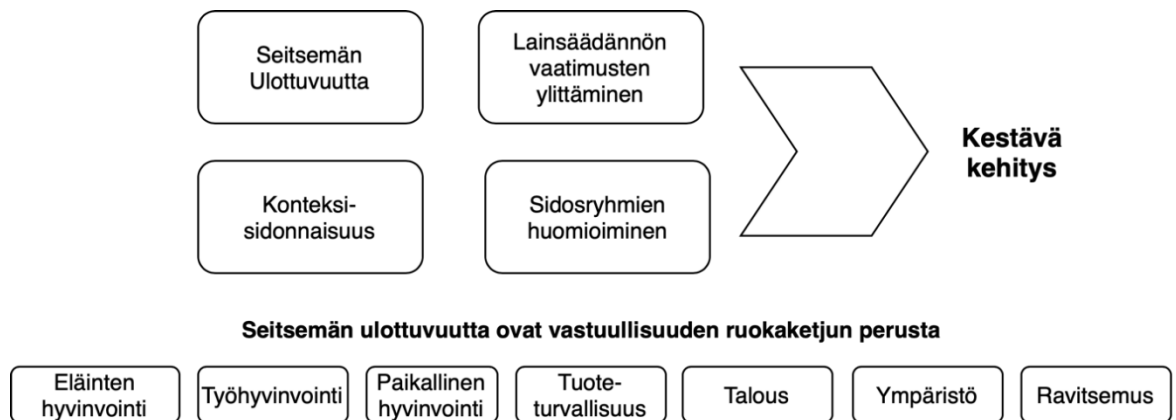 Seitsemän
Ulottuvuutta
Lainsäädännön
vaatimusten
ylittäminen
Konteksi-
sidonnaisuus
Sidosryhmien
huomioiminen
Kestävä
kehitys
Seitsemän ulottuvuutta ovat vastuullisuuden ruokaketjun perusta
Eläinten
hyvinvointi
Työhyvinvointi
Paikallinen
hyvinvointi
Tuote-
turvallisuus
Talous
Ympäristö
Ravitsemus